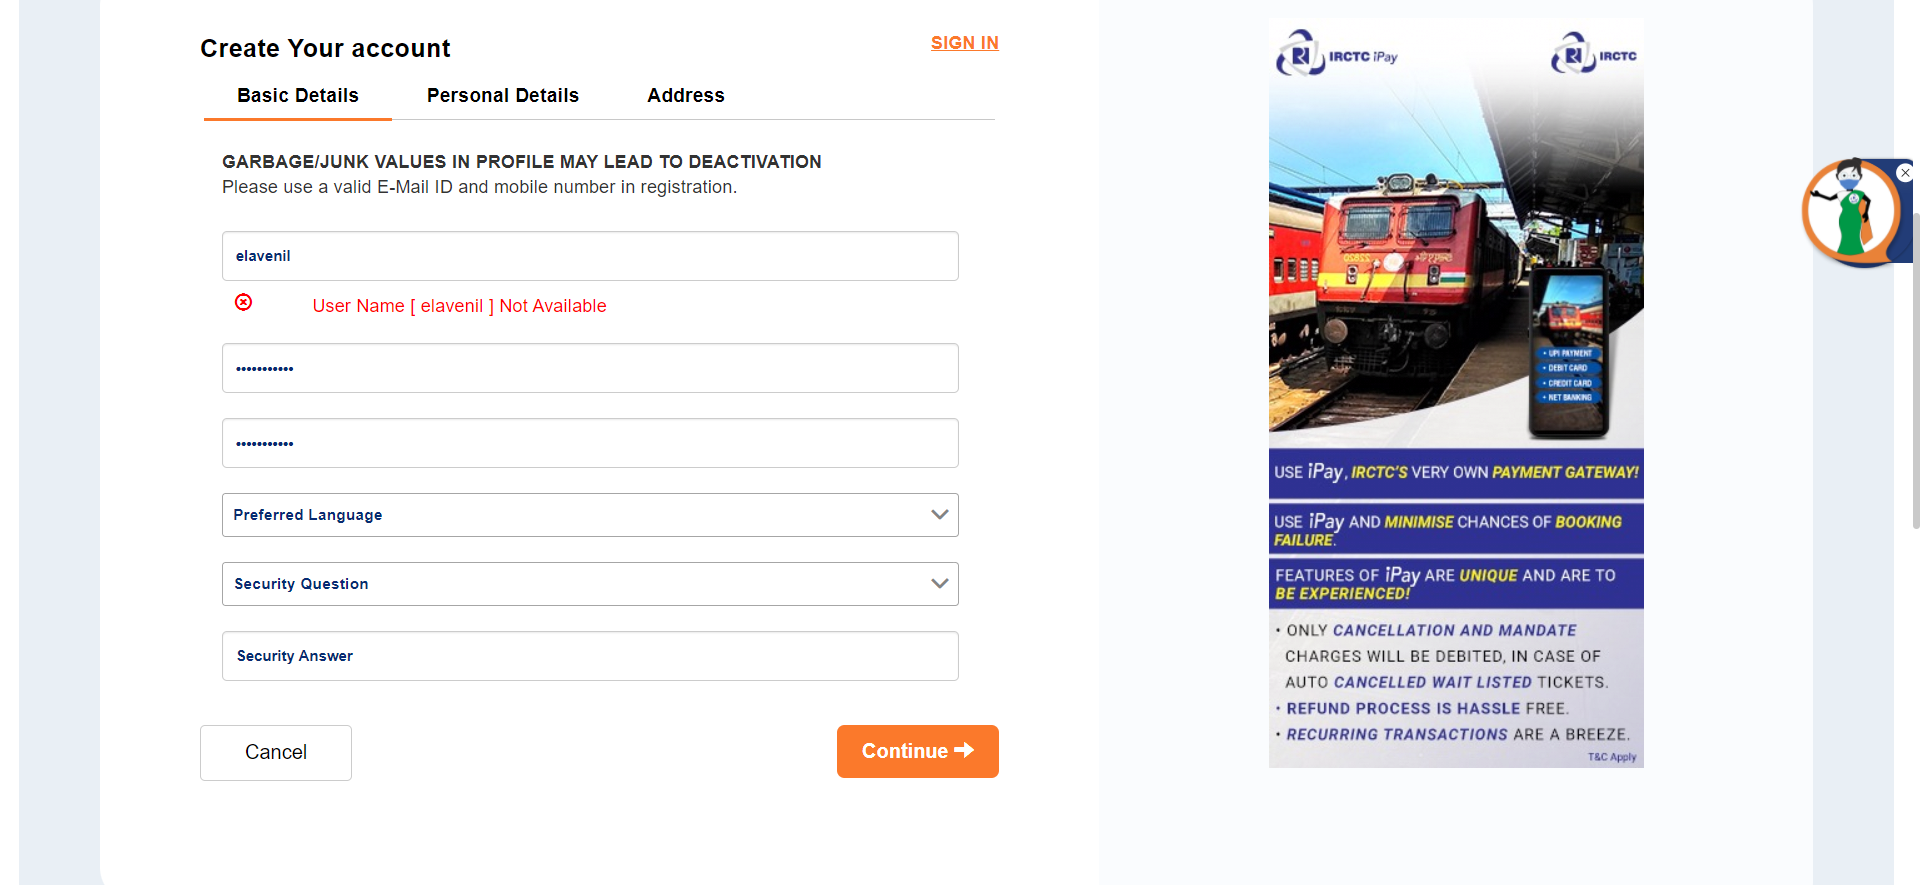 Create Your account
SIGN IN
Basic Details
Personal Details
Address
GARBAGE/JUNK VALUES IN PROFILE MAY LEAD TO DEACTIVATION
Please use a valid E-Mail ID and mobile number in registration.
elavenil
User Name [ elavenil ] Not Available
•••••••••••
•••••••••••
Preferred Language
Security Question
Security Answer
Cancel
Continue
IRCTC iPay
IRCTC
22820
• UPI PAYMENT
• DEBIT CARD
• CREDIT CARD
• NET BANKING
USE iPay, IRCTC'S VERY OWN PAYMENT GATEWAY!
USE iPay AND MINIMISE CHANCES OF BOOKING
FAILURE.
FEATURES OF iPay ARE UNIQUE AND ARE TO
BE EXPERIENCED!
• ONLY CANCELLATION AND MANDATE
CHARGES WILL BE DEBITED, IN CASE OF
AUTO CANCELLED WAIT LISTED TICKETS.
• REFUND PROCESS IS HASSLE FREE.
• RECURRING TRANSACTIONS ARE A BREEZE.
T&C Apply